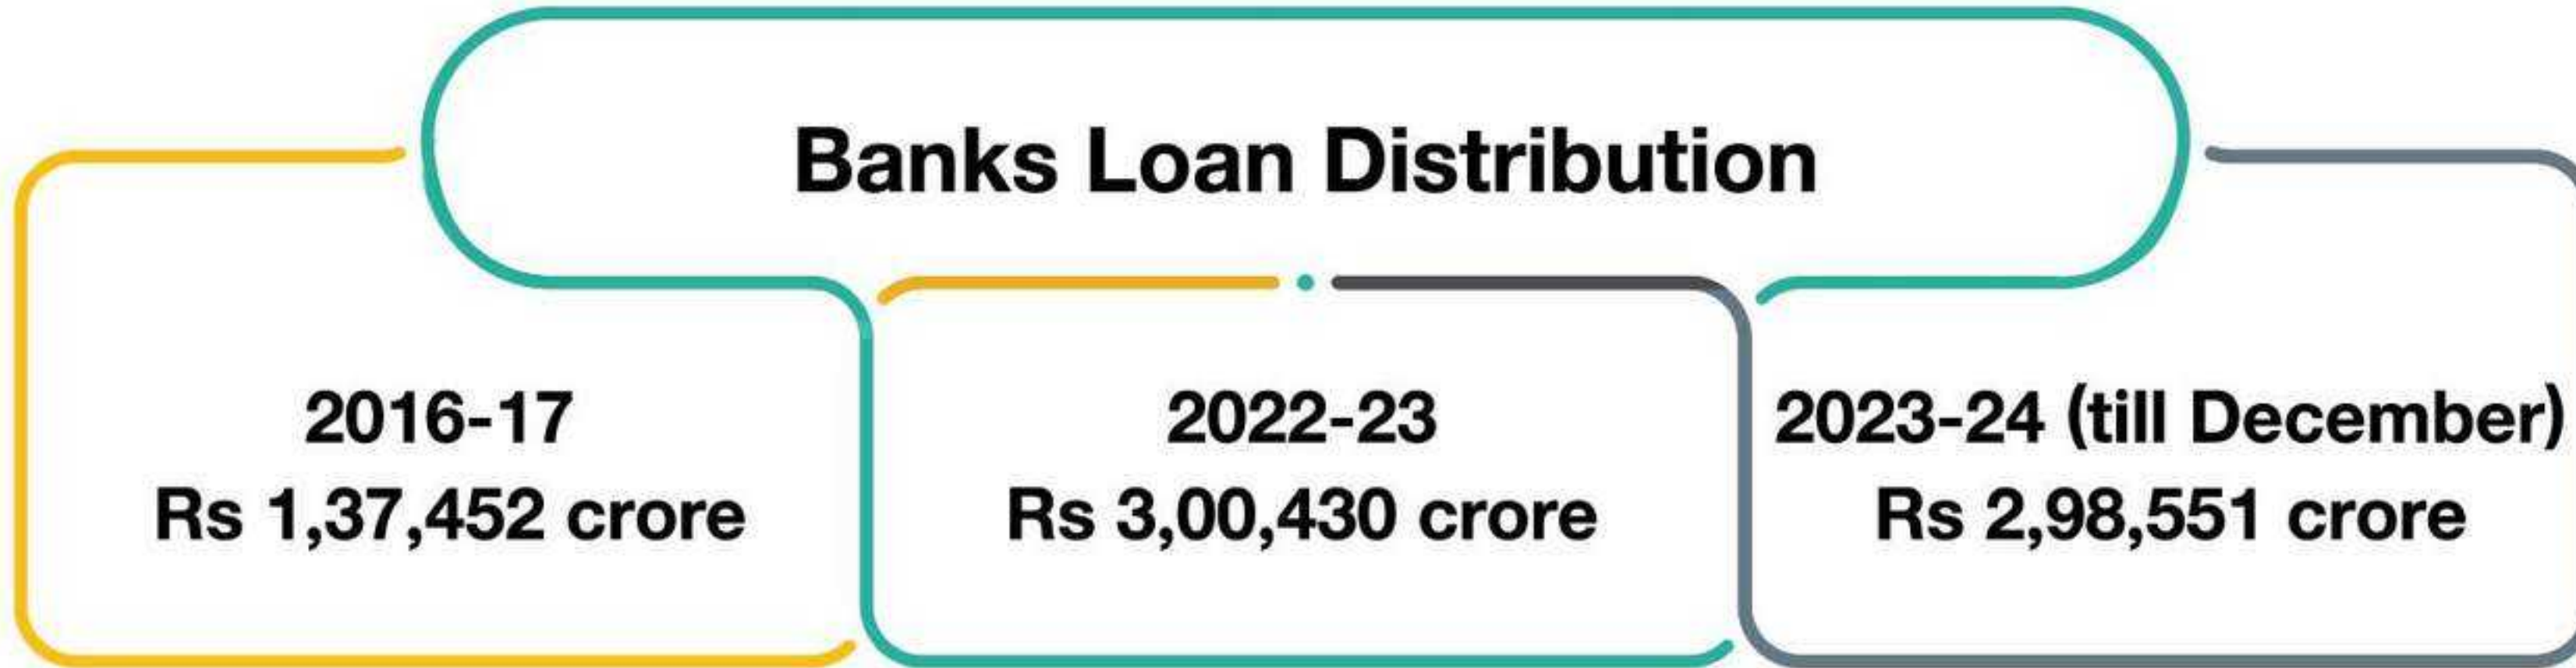 Banks Loan Distribution
2016-17
Rs 1,37,452 crore
2022-23
Rs 3,00,430 crore
2023-24 (till December)
Rs 2,98,551 crore